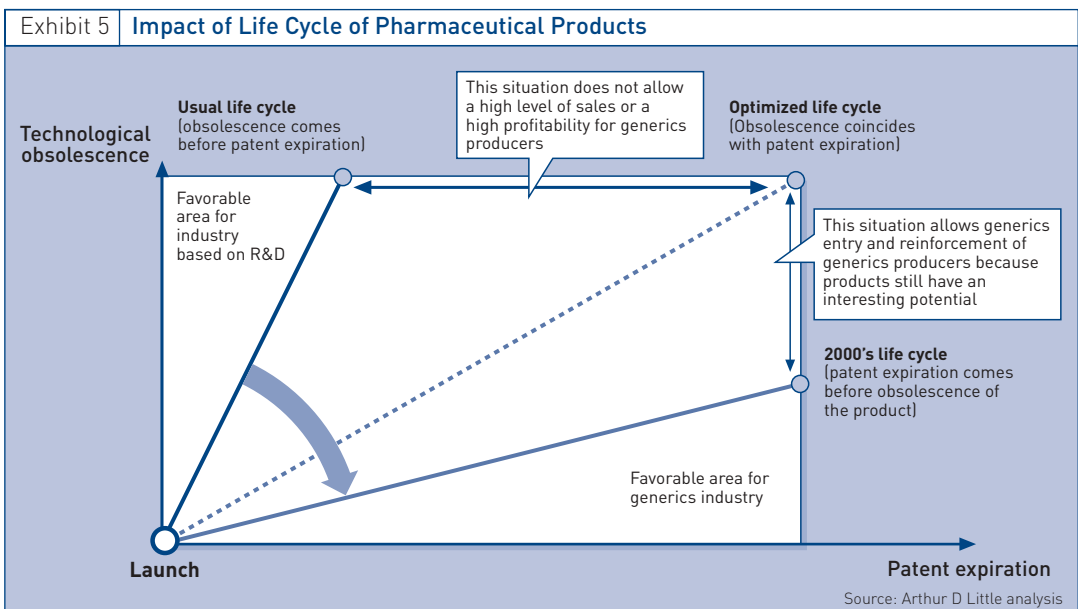 Exhibit 5 Impact of Life Cycle of Pharmaceutical Products
Technological
obsolescence
Usual life cycle
(obsolescence comes
before patent expiration)
This situation does not allow
a high level of sales or a
high profitability for generics
producers
Optimized life cycle
(Obsolescence coincides
with patent expiration)
Favorable
area for
industry
based on R&D
This situation allows generics
entry and reinforcement of
generics producers because
products still have an
interesting potential
2000's life cycle
(patent expiration comes
before obsolescence of
the product)
Favorable area for
generics industry
Launch
Patent expiration
Source: Arthur D Little analysis